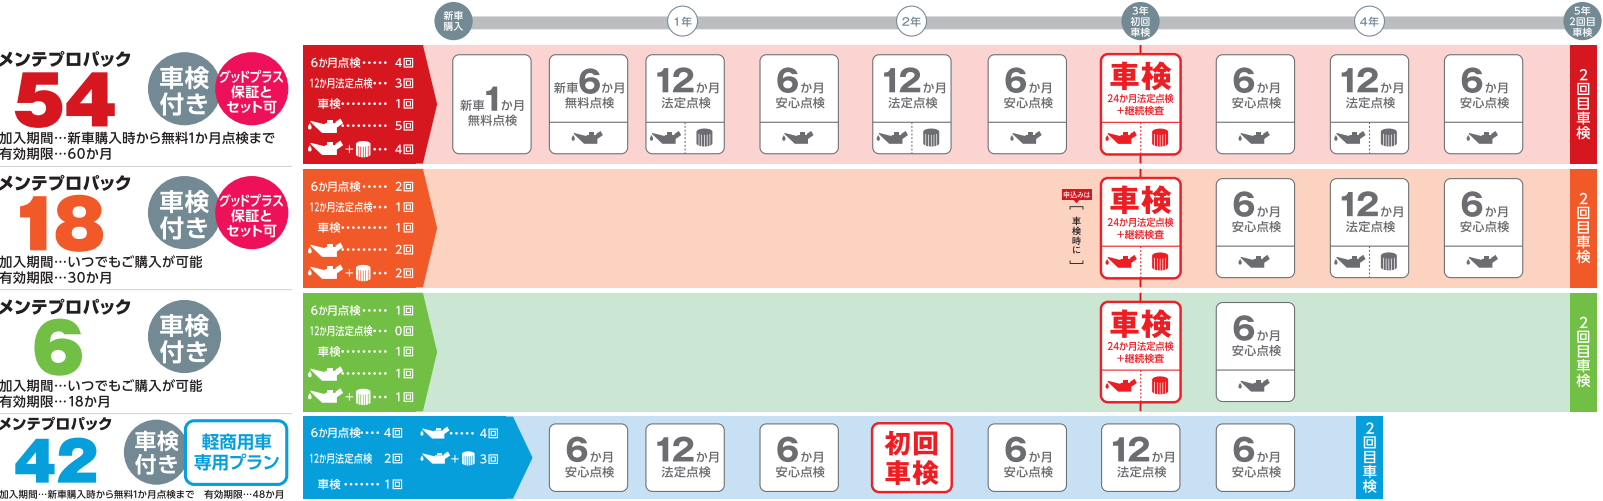 新車
購入
1年
2年
3年
初回
車検
4年
5年
2回目
車検
メンテプロパック
54
車検
付き
グッドプラス
保証と
セット可
加入期間…新車購入時から無料1か月点検まで
有効期限…60か月
6か月点検····· 4回
12か月法定点検··· 3回
車検········· 1回
········· 5回
+··· 4回
新車1か月
無料点検
新車6か月
無料点検
12か月
法定点検
6か月
安心点検
12か月
法定点検
6か月
安心点検
車検
24か月法定点検
+継続検査
6か月
安心点検
12か月
法定点検
6か月
安心点検
2回目車検
メンテプロパック
18
車検
付き
グッドプラス
保証と
セット可
加入期間…いつでもご購入が可能
有効期限…30か月
6か月点検····· 2回
12か月法定点検··· 1回
車検········· 1回
········· 2回
+··· 2回
申込みは
[車検時に]
車検
24か月法定点検
+継続検査
6か月
安心点検
12か月
法定点検
6か月
安心点検
2回目車検
メンテプロパック
6
車検
付き
加入期間…いつでもご購入が可能
有効期限…18か月
6か月点検····· 1回
12か月法定点検··· 0回
車検········· 1回
········· 1回
+··· 1回
車検
24か月法定点検
+継続検査
6か月
安心点検
2回目車検
メンテプロパック
42
車検
付き
軽商用車
専用プラン
加入期間…新車購入時から無料1か月点検まで 有効期限…48か月
6か月点検···· 4回
12か月法定点検 2回
車検······· 1回
····· 4回
+ 3回
6か月
安心点検
12か月
法定点検
6か月
安心点検
初回
車検
6か月
安心点検
12か月
法定点検
6か月
安心点検
2回目車検